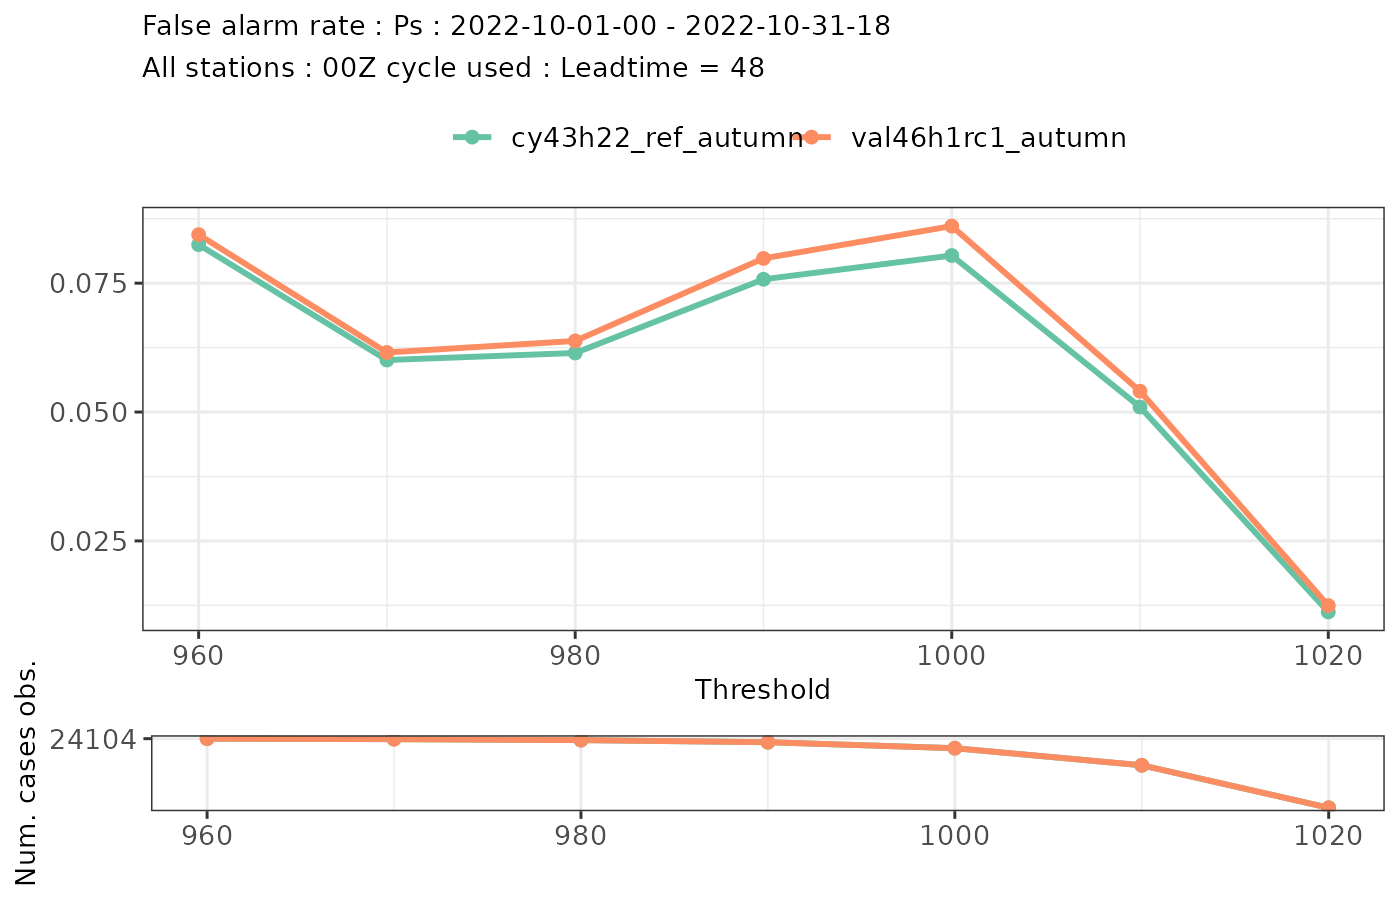 False alarm rate : Ps : 2022-10-01-00 - 2022-10-31-18
All stations : 00Z cycle used : Leadtime = 48
cy43h22_ref_autumn val46h1rc1_autumn
0.075
0.050
0.025
960 980 1000 1020
Threshold
Num. cases obs.
24104
960 980 1000 1020